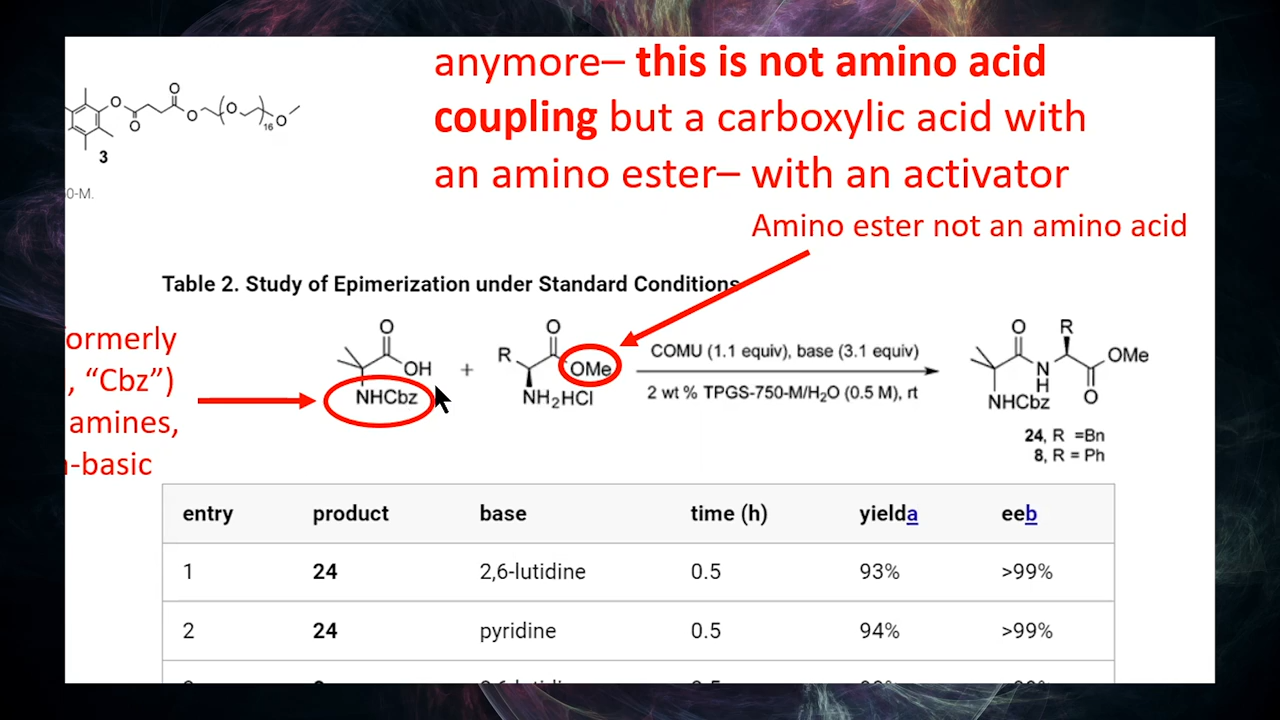 anymore– this is not amino acid
coupling but a carboxylic acid with
an amino ester– with an activator
Amino ester not an amino acid
O
O
O
O
O
16
O
3
0-M.
Table 2. Study of Epimerization under Standard Conditions
ormerly
, “Cbz”)
amines,
-basic
O
OH
NHCbz
+
R
O
OMe
NH2HCl
COMU (1.1 equiv), base (3.1 equiv)
2 wt % TPGS-750-M/H2O (0.5 M), rt
O
R
N
H
OMe
O
NHCbz
24, R =Bn
8, R = Ph
entry product base time (h) yielda eeb
1 24 2,6-lutidine 0.5 93% >99%
2 24 pyridine 0.5 94% >99%